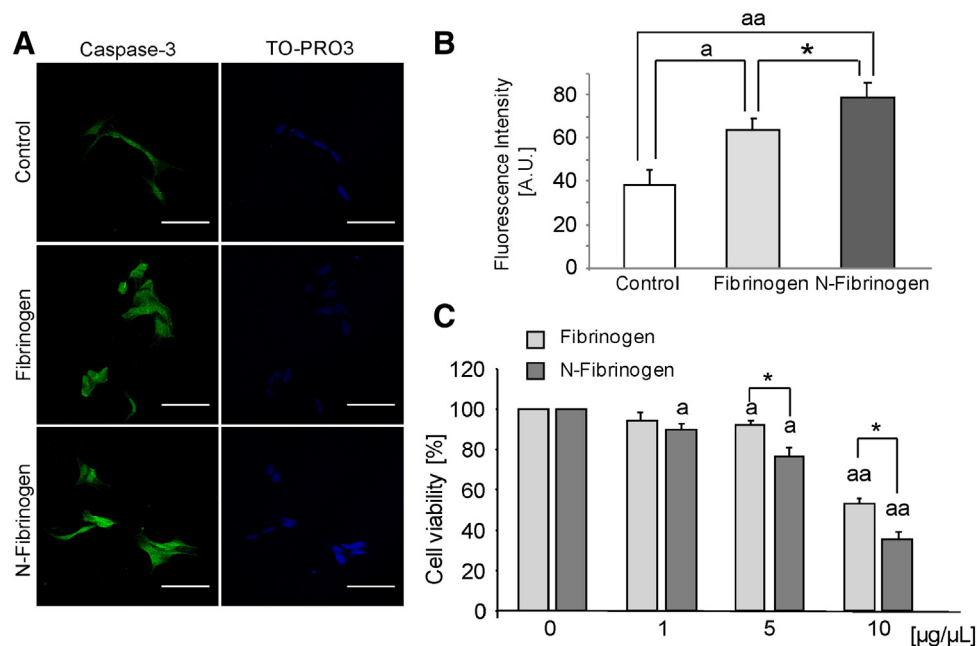 A
Caspase-3
TO-PRO3
Control
Fibrinogen
N-Fibrinogen
B
aa
a
*
Fluorescence Intensity
[A.U.]
80
60
40
20
0
Control
Fibrinogen
N-Fibrinogen
C
Fibrinogen
N-Fibrinogen
Cell viability [%]
120
100
80
60
40
20
0
a
a
*
a
aa
*
aa
0
1
5
10
[µg/µL]